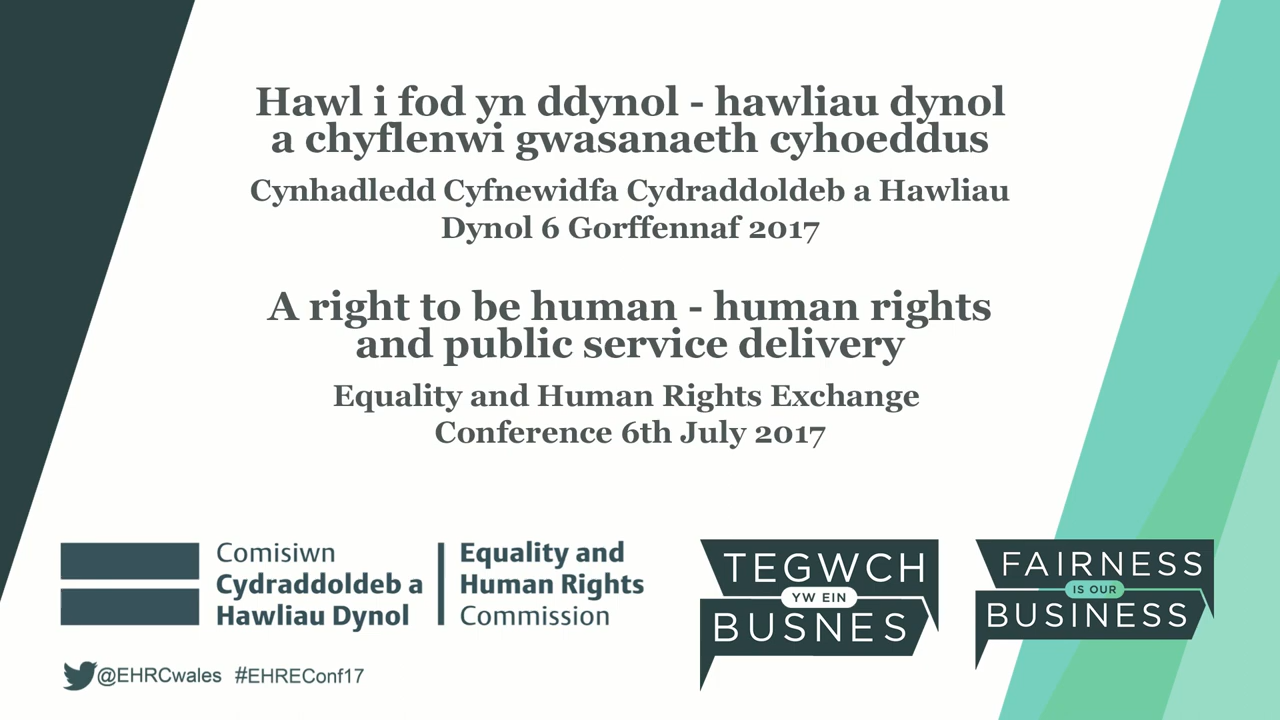 Hawl i fod yn ddynol - hawliau dynol
a chyflenwi gwasanaeth cyhoeddus
Cynhadledd Cyfnewidfa Cydraddoldeb a Hawliau
Dynol 6 Gorffennaf 2017
A right to be human - human rights
and public service delivery
Equality and Human Rights Exchange
Conference 6th July 2017
Comisiwn
Cydraddoldeb a
Hawliau Dynol
Equality and
Human Rights
Commission
TEGWCH
YW EIN
BUSNES
FAIRNESS
IS OUR
BUSINESS
@EHRCwales #EHREConf17